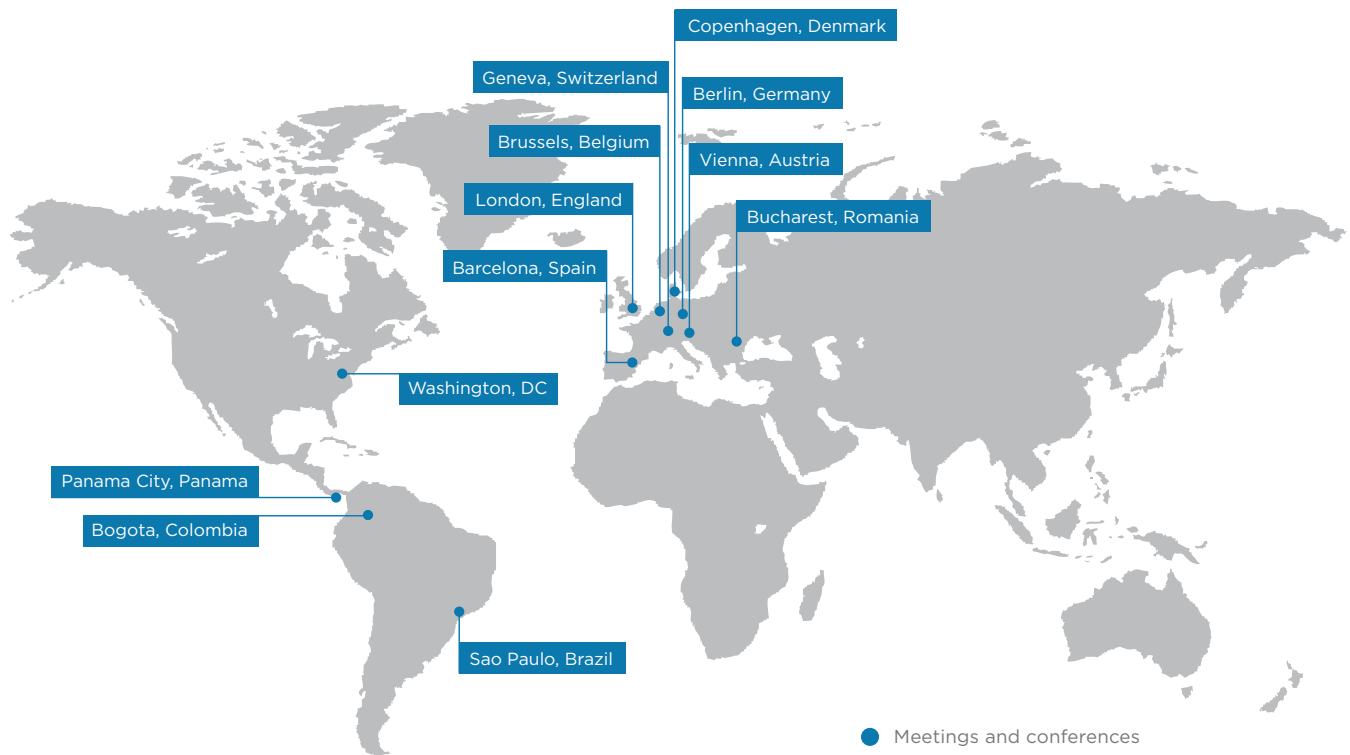 Copenhagen, Denmark
Geneva, Switzerland
Berlin, Germany
Brussels, Belgium
Vienna, Austria
London, England
Bucharest, Romania
Barcelona, Spain
Washington, DC
Panama City, Panama
Bogota, Colombia
Sao Paulo, Brazil
Meetings and conferences